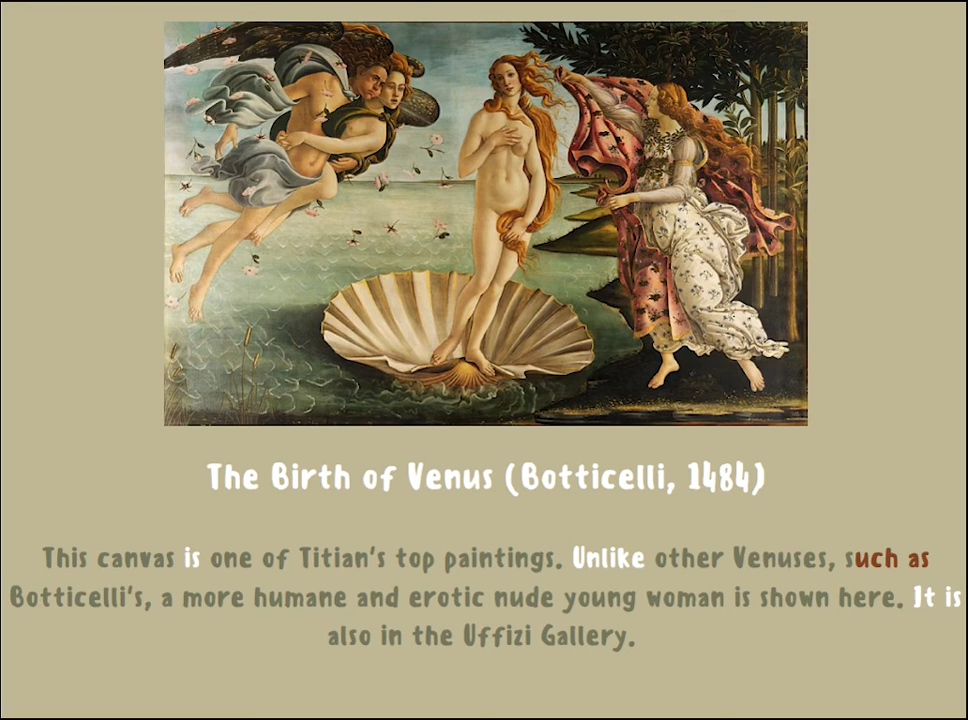 The Birth of Venus (Botticelli, 1484)
This canvas is one of Titian's top paintings. Unlike other Venuses, such as
Botticelli's, a more humane and erotic nude young woman is shown here. It is
also in the Uffizi Gallery.